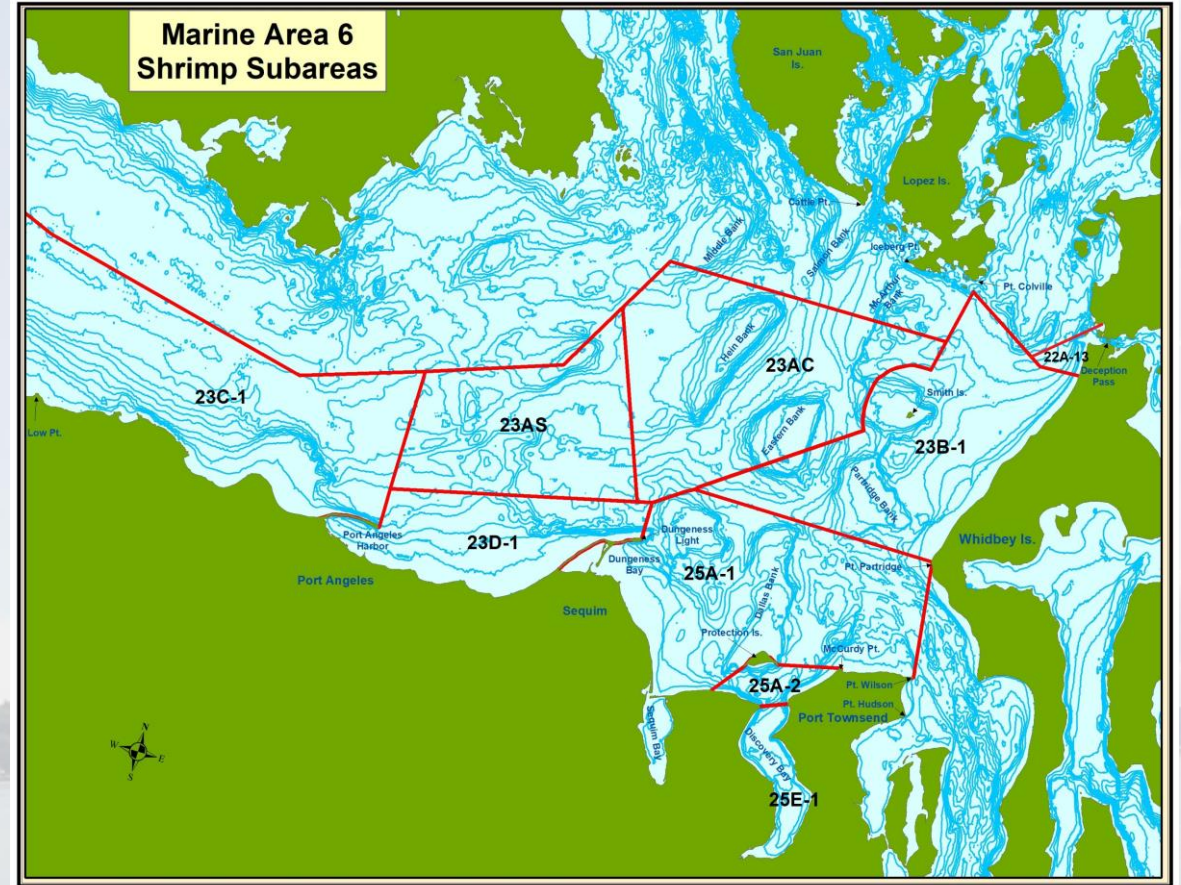 Marine Area 6
Shrimp Subareas
San Juan
Is.
Lopez Is.
Cattle Pt.
Middle Bank
Salmon Bank
Iceberg Pt.
McArthur
Bank
Pt. Colville
Hein Bank
23AC
22A-13
Deception
Pass
23C-1
Low Pt.
23AS
Smith Is.
Eastern Bank
23B-1
Partridge Bank
Port Angeles
Harbor
23D-1
Dungeness
Light
Dungeness
Bay
Whidbey Is.
Port Angeles
25A-1
Pt. Partridge
Sequim
Dallas Bank
Protection Is.
McCurdy Pt.
25A-2
Pt. Wilson
Pt. Hudson
Port Townsend
Sequim Bay
Discovery Bay
25E-1
N
W
E
S